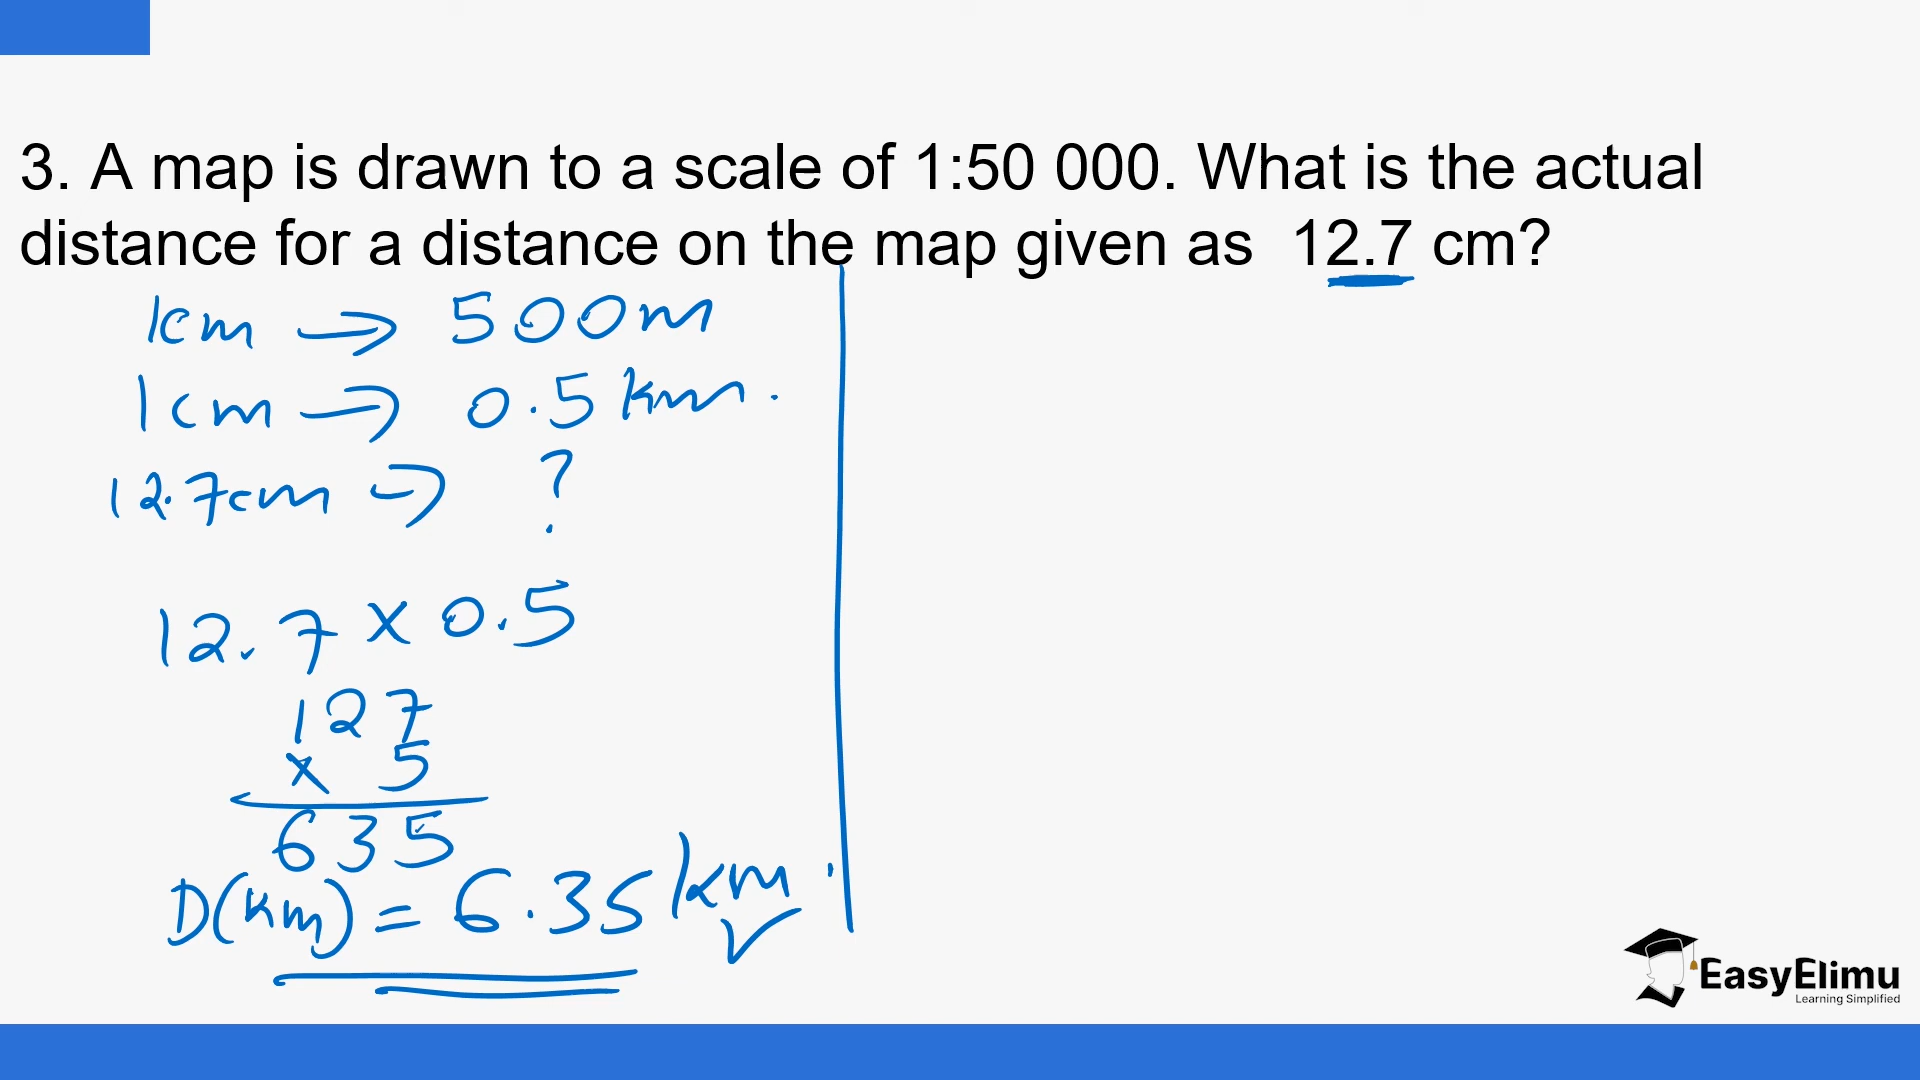 3. A map is drawn to a scale of 1:50 000. What is the actual
distance for a distance on the map given as 12.7 cm?
1cm → 500m
1cm → 0.5 km.
12.7cm → ?
12.7 x 0.5
127
x 5
635
D(km) = 6.35 km.
EasyElimu
Learning Simplified